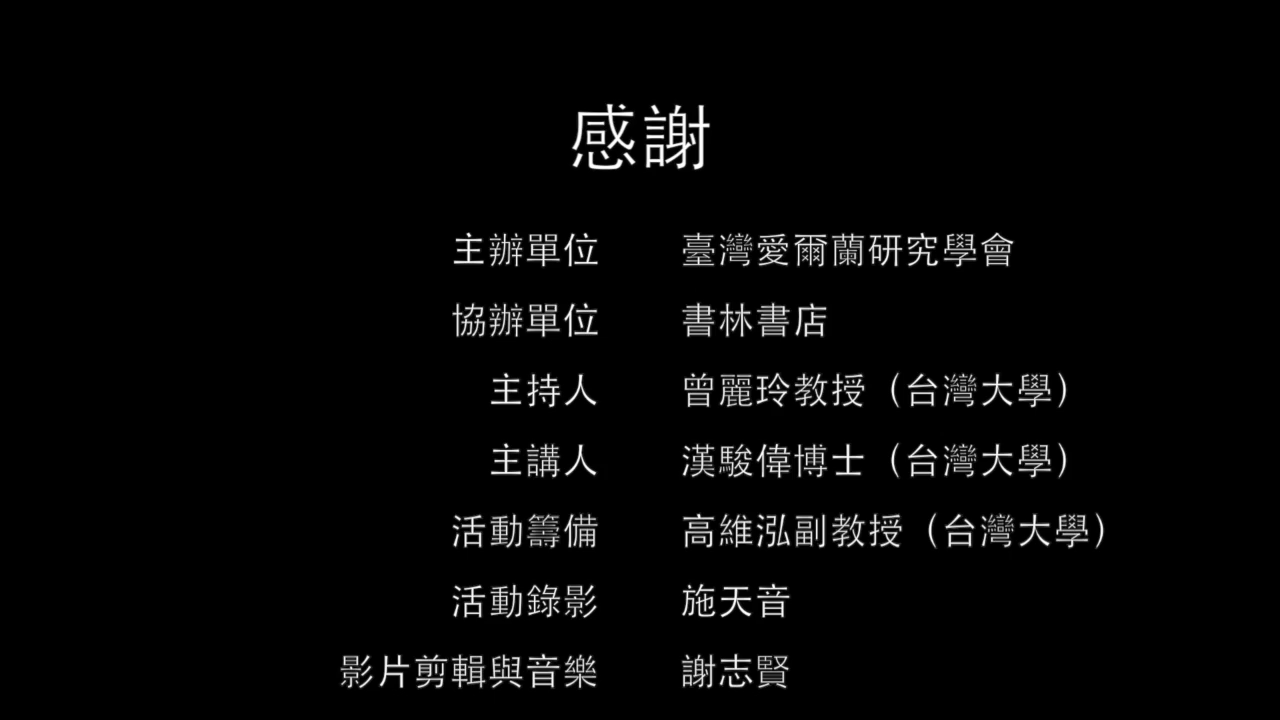 感謝
主辦單位 臺灣愛爾蘭研究學會
協辦單位 書林書店
主持人 曾麗玲教授（台灣大學）
主講人 漢駿偉博士（台灣大學）
活動籌備 高維泓副教授（台灣大學）
活動錄影 施天音
影片剪輯與音樂 謝志賢